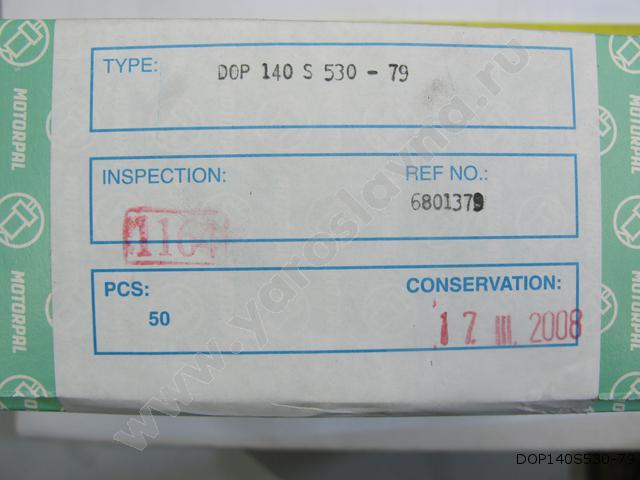 TYPE: DOP 140 S 530 - 79
INSPECTION: REF NO.:
6801379
PCS: CONSERVATION:
50
17 III. 2008
MOTORPAL
MOTORPAL
MOTORPAL
MOTORPAL
www.yaroslavna.ru
DOP140S530-79